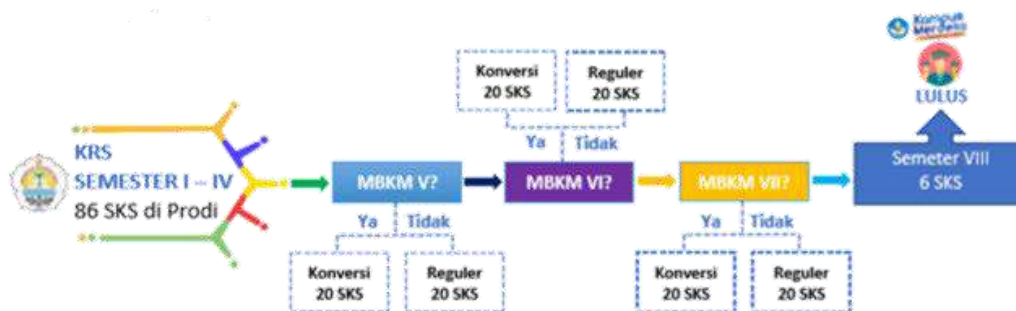 KRS
SEMESTER I – IV
86 SKS di Prodi
MBKM V?
Ya Tidak
Konversi
20 SKS
Reguler
20 SKS
Konversi
20 SKS
Reguler
20 SKS
Ya Tidak
MBKM VI?
MBKM VII?
Ya Tidak
Konversi
20 SKS
Reguler
20 SKS
Kampus
Merdeka
LULUS
Semeter VIII
6 SKS